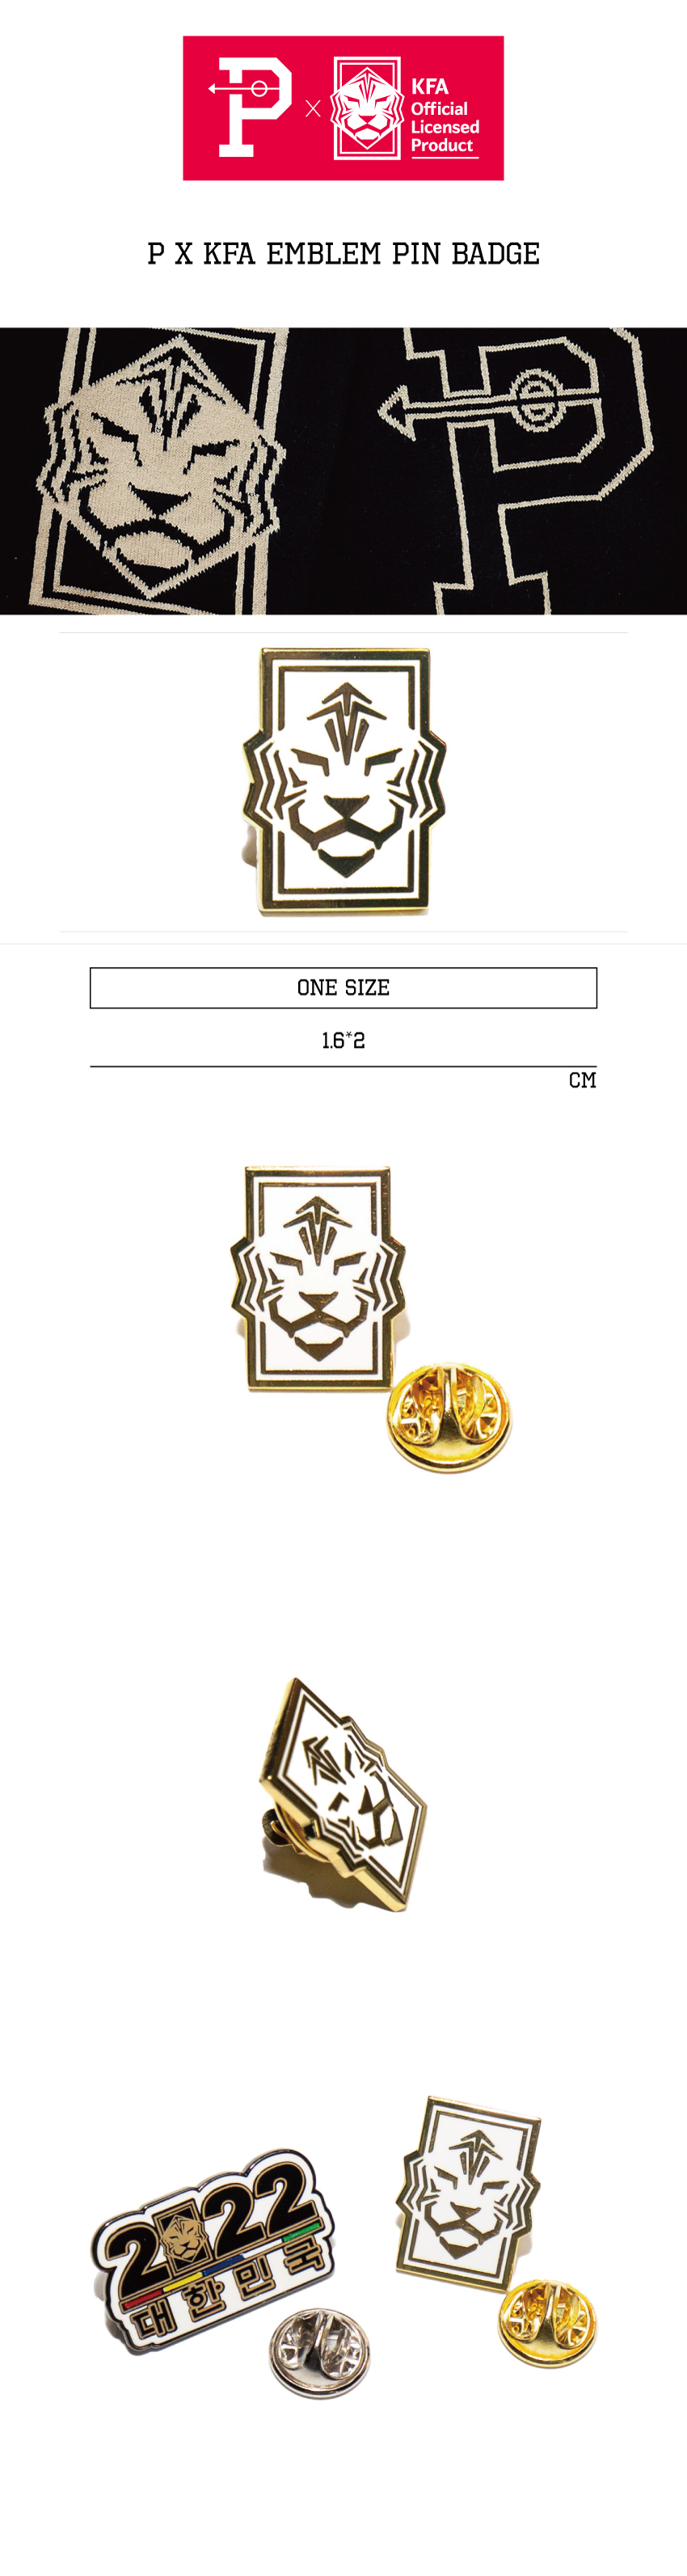 P X KFA
Official
Licensed
Product
P X KFA EMBLEM PIN BADGE
P
ONE SIZE
1.6*2
CM
2022
대한민국